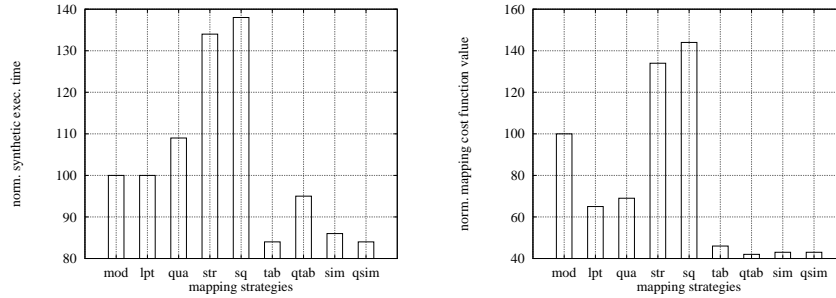 norm. synthetic exec. time
140
130
120
110
100
90
80
mod lpt qua str sq tab qtab sim qsim
mapping strategies
norm. mapping cost function value
160
140
120
100
80
60
40
mod lpt qua str sq tab qtab sim qsim
mapping strategies